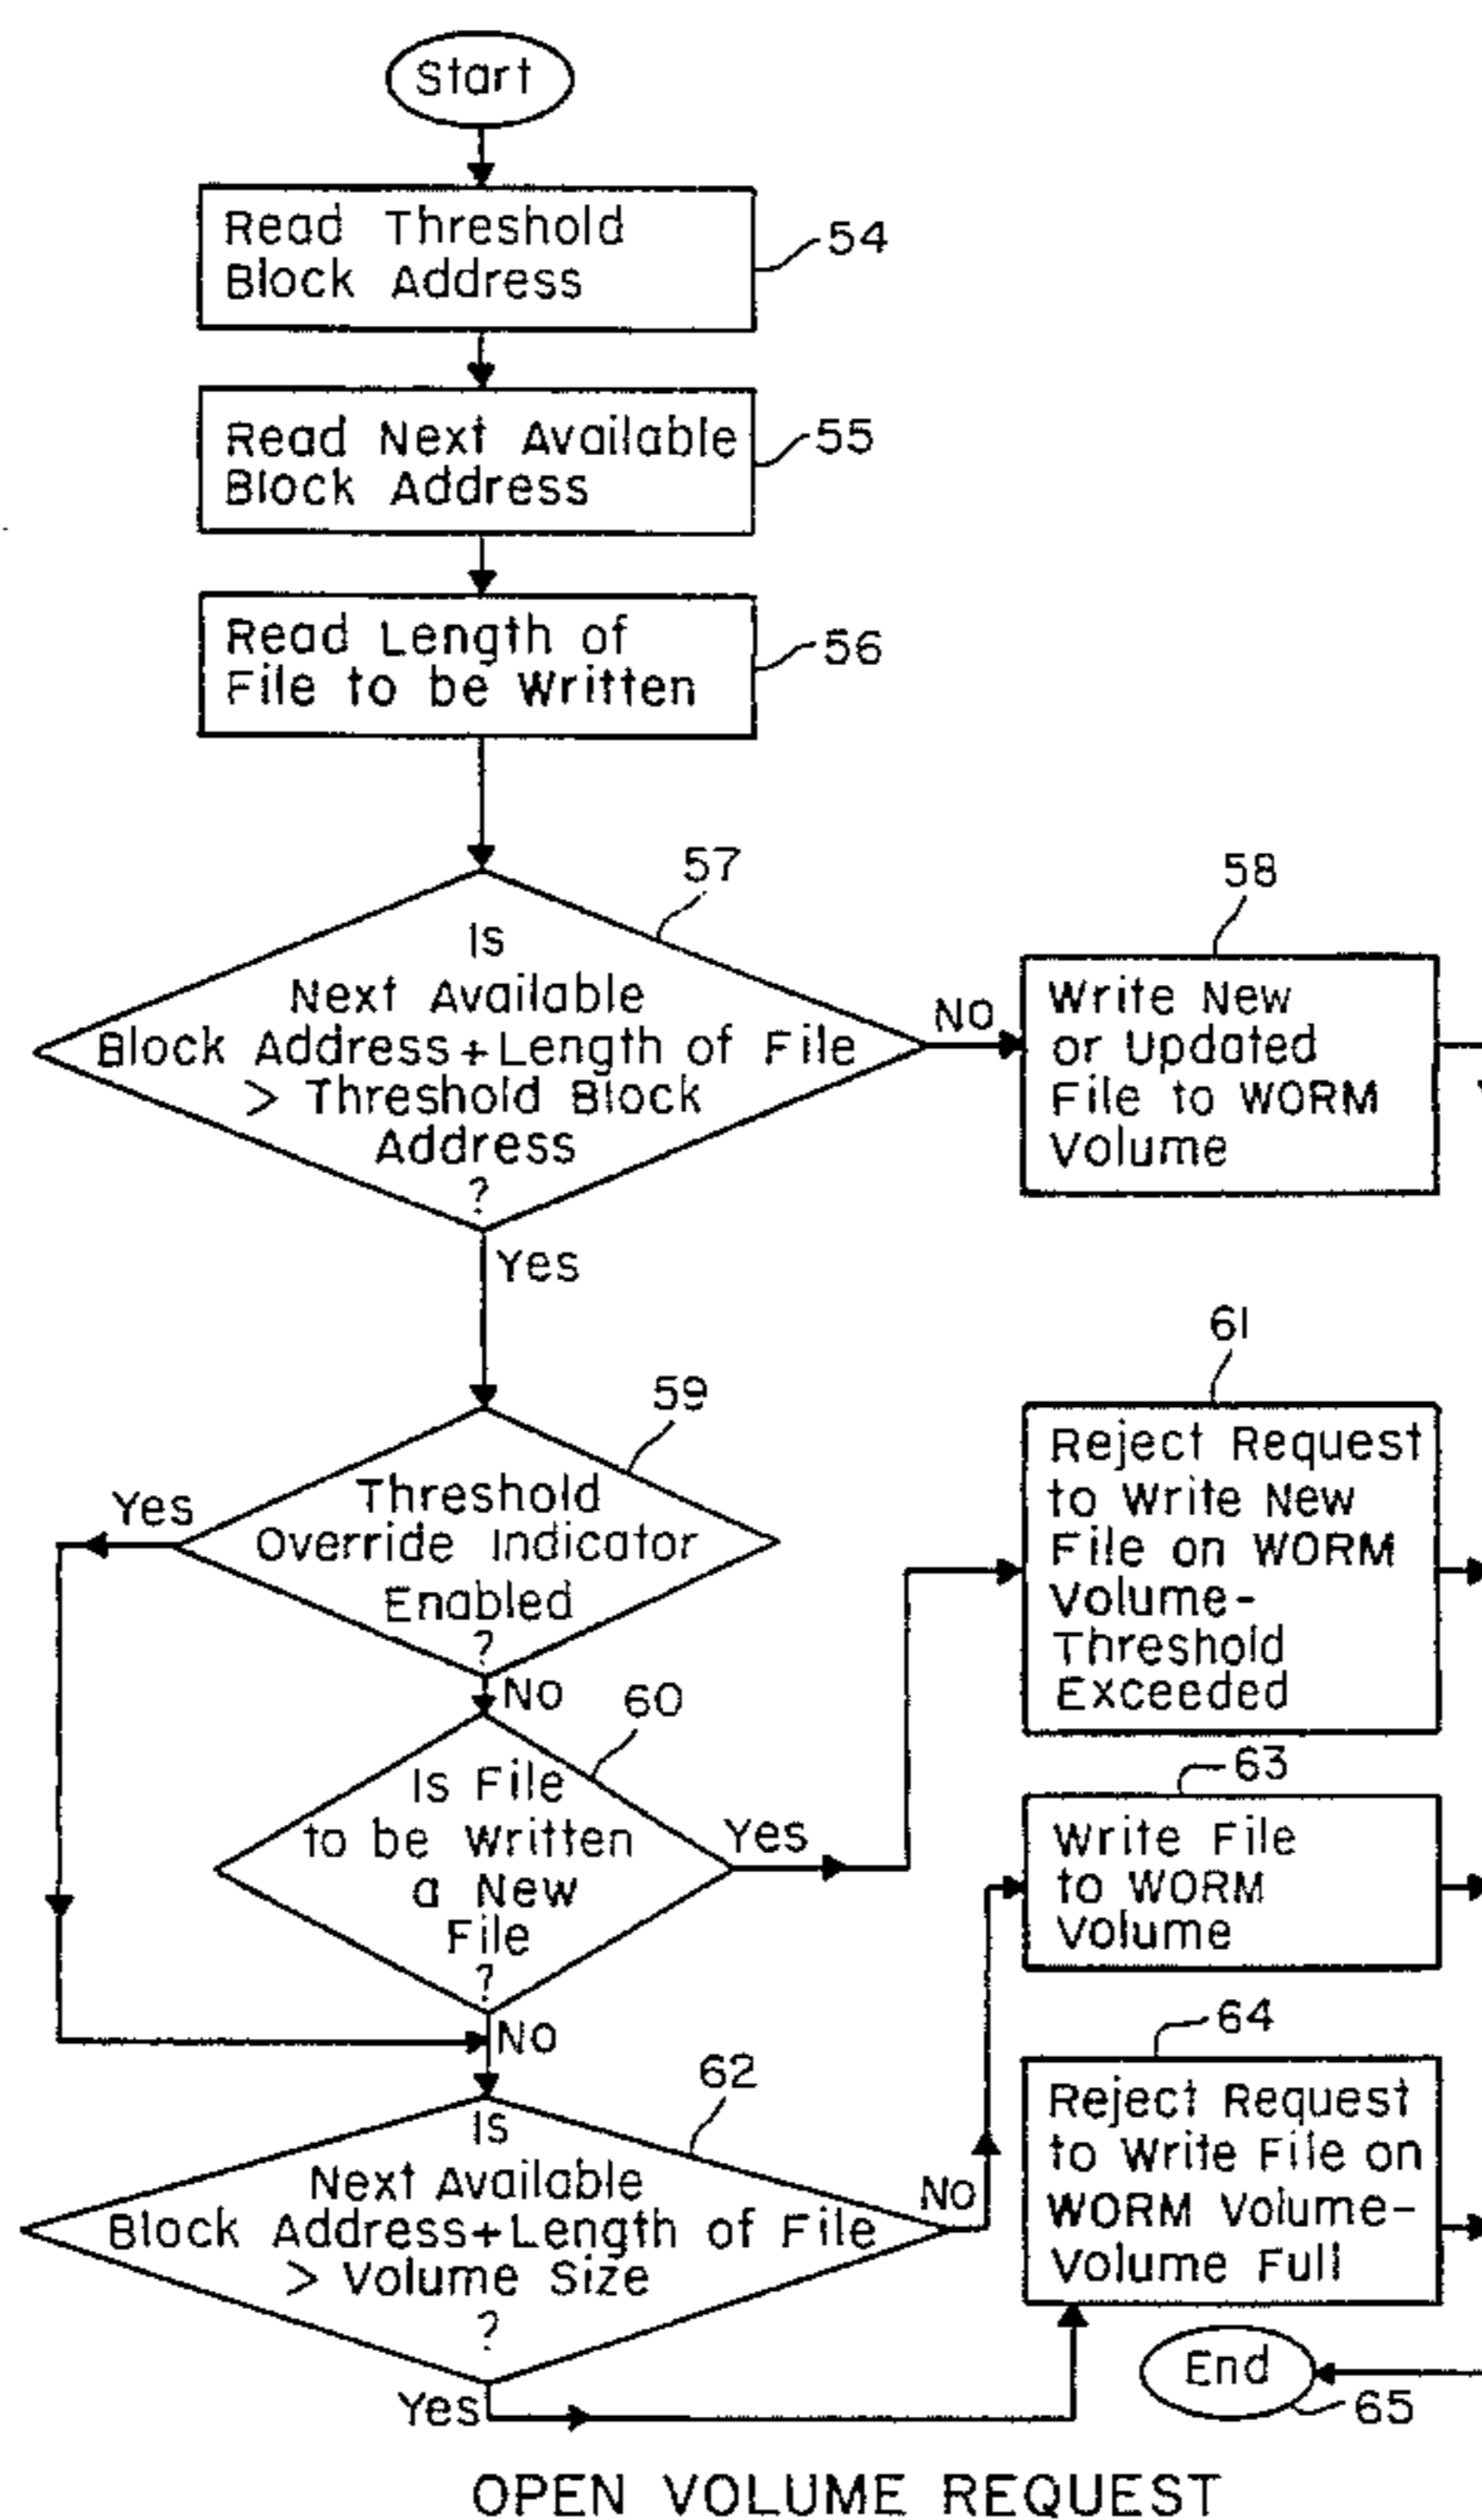 Start
Read Threshold
Block Address
54
Read Next Available
Block Address
55
Read Length of
File to be Written
56
57
Is
Next Available
Block Address+Length of File
> Threshold Block
Address
?
No
58
Write New
or Updated
File to WORM
Volume
Yes
59
Threshold
Override Indicator
Enabled
?
Yes
No
60
Is File
to be Written
a New
File
?
Yes
61
Reject Request
to Write New
File on WORM
Volume-
Threshold
Exceeded
No
62
Is
Next Available
Block Address+Length of File
> Volume Size
?
No
63
Write File
to WORM
Volume
Yes
64
Reject Request
to Write File on
WORM Volume-
Volume Full
End
65
OPEN VOLUME REQUEST